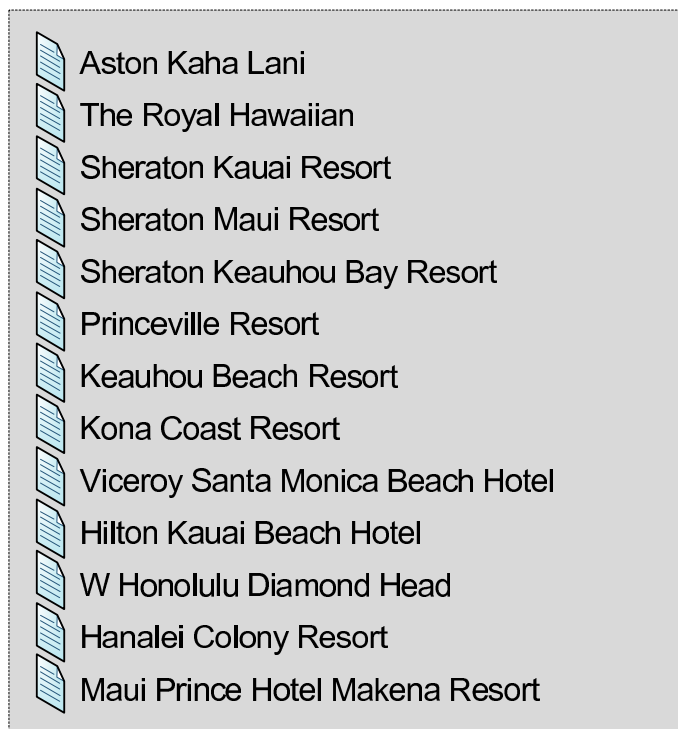 Aston Kaha Lani
The Royal Hawaiian
Sheraton Kauai Resort
Sheraton Maui Resort
Sheraton Keauhou Bay Resort
Princeville Resort
Keauhou Beach Resort
Kona Coast Resort
Viceroy Santa Monica Beach Hotel
Hilton Kauai Beach Hotel
W Honolulu Diamond Head
Hanalei Colony Resort
Maui Prince Hotel Makena Resort